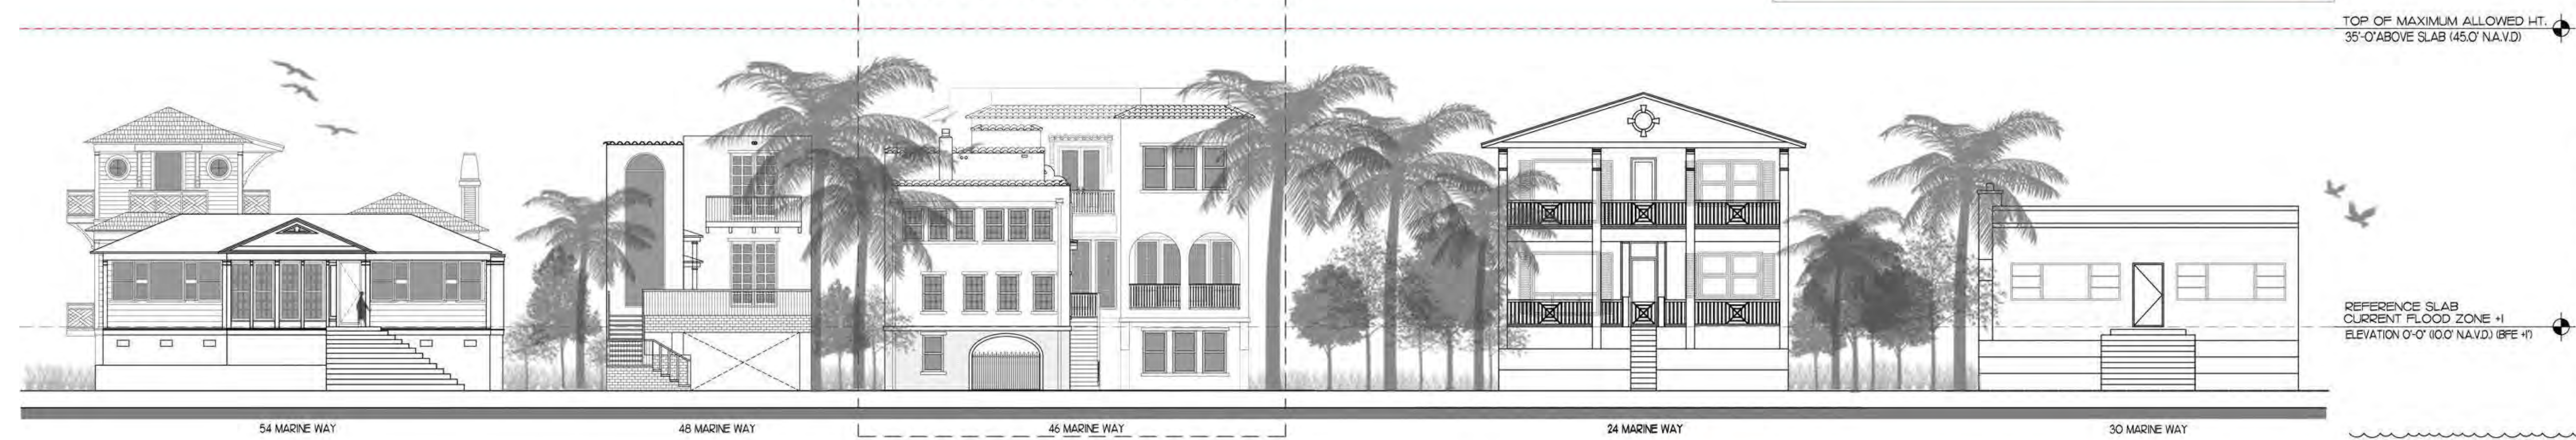 TOP OF MAXIMUM ALLOWED HT.
35'-0" ABOVE SLAB (45.0' N.A.V.D)
REFERENCE SLAB
CURRENT FLOOD ZONE +1
ELEVATION 0'-0" (10.0' N.A.V.D.) (BFE +1')
54 MARINE WAY
48 MARINE WAY
46 MARINE WAY
24 MARINE WAY
30 MARINE WAY